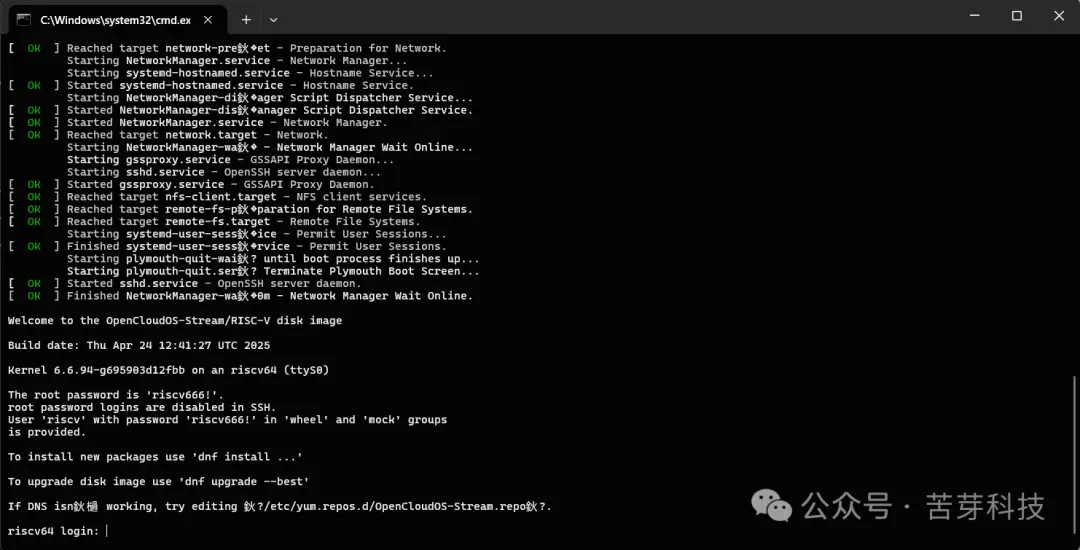 C:\Windows\system32\cmd.ex
[  OK  ] Reached target network-pre鈥�et - Preparation for Network.
Starting NetworkManager.service - Network Manager...
Starting systemd-hostnamed.service - Hostname Service...
[  OK  ] Started systemd-hostnamed.service - Hostname Service.
Starting NetworkManager-di鈥�ager Script Dispatcher Service...
[  OK  ] Started NetworkManager-dis鈥�anager Script Dispatcher Service.
[  OK  ] Started NetworkManager.service - Network Manager.
[  OK  ] Reached target network.target - Network.
Starting NetworkManager-wa鈥� - Network Manager Wait Online...
Starting gssproxy.service - GSSAPI Proxy Daemon...
Starting sshd.service - OpenSSH server daemon...
[  OK  ] Started gssproxy.service - GSSAPI Proxy Daemon.
[  OK  ] Reached target nfs-client.target - NFS client services.
[  OK  ] Reached target remote-fs-p鈥�paration for Remote File Systems.
[  OK  ] Reached target remote-fs.target - Remote File Systems.
Starting systemd-user-sess鈥�ice - Permit User Sessions...
[  OK  ] Finished systemd-user-sess鈥�rvice - Permit User Sessions.
Starting plymouth-quit-wai鈥? until boot process finishes up...
Starting plymouth-quit.ser鈥? Terminate Plymouth Boot Screen...
[  OK  ] Started sshd.service - OpenSSH server daemon.
[  OK  ] Finished NetworkManager-wa鈥�0m - Network Manager Wait Online.
Welcome to the OpenCloudOS-Stream/RISC-V disk image
Build date: Thu Apr 24 12:41:27 UTC 2025
Kernel 6.6.94-g695903d12fbb on an riscv64 (ttyS0)
The root password is 'riscv666!'.
root password logins are disabled in SSH.
User 'riscv' with password 'riscv666!' in 'wheel' and 'mock' groups
is provided.
To install new packages use 'dnf install ...'
To upgrade disk image use 'dnf upgrade --best'
If DNS isn鈥檛 working, try editing 鈥?/etc/yum.repos.d/OpenCloudOS-Stream.repo鈥?.
riscv64 login:
公众号·苦芽科技